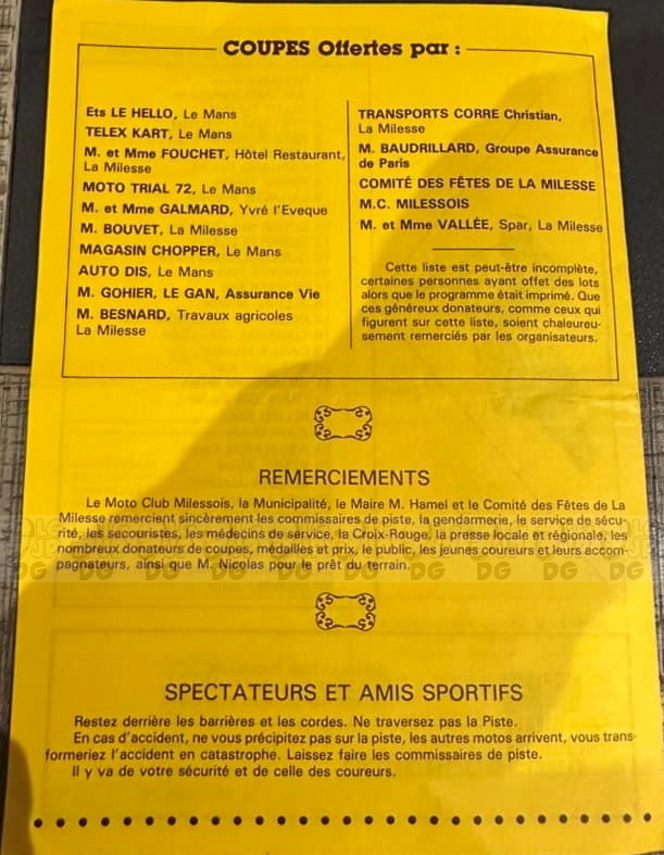 COUPES Offertes par :
Ets LE HELLO, Le Mans
TELEX KART, Le Mans
M. et Mme FOUCHET, Hôtel Restaurant,
La Milesse
MOTO TRIAL 72, Le Mans
M. et Mme GALMARD, Yvré l'Eveque
M. BOUVET, La Milesse
MAGASIN CHOPPER, Le Mans
AUTO DIS, Le Mans
M. GOHIER, LE GAN, Assurance Vie
M. BESNARD, Travaux agricoles
La Milesse
TRANSPORTS CORRE Christian,
La Milesse
M. BAUDRILLARD, Groupe Assurance
de Paris
COMITÉ DES FÊTES DE LA MILESSE
M.C. MILESSOIS
M. et Mme VALLÉE, Spar, La Milesse
Cette liste est peut-être incomplète,
certaines personnes ayant offet des lots
alors que le programme était imprimé. Que
ces généreux donateurs, comme ceux qui
figurent sur cette liste, soient chaleureu-
sement remerciés par les organisateurs.
REMERCIEMENTS
Le Moto Club Milessois, la Municipalité, le Maire M. Hamel et le Comité des Fêtes de La
Milesse remercient sincèrement les commissaires de piste, la gendarmerie, le service de sécu-
rité, les secouristes, les médecins de service, la Croix-Rouge, la presse locale et régionale, les
nombreux donateurs de coupes, médailles et prix, le public, les jeunes coureurs et leurs accom-
pagnateurs, ainsi que M. Nicolas pour le prêt du terrain.
DG DG DG DG DG DG DG DG DG DG
SPECTATEURS ET AMIS SPORTIFS
Restez derrière les barrières et les cordes. Ne traversez pas la Piste.
En cas d'accident, ne vous précipitez pas sur la piste, les autres motos arrivent, vous trans-
formeriez l'accident en catastrophe. Laissez faire les commissaires de piste.
Il y va de votre sécurité et de celle des coureurs.